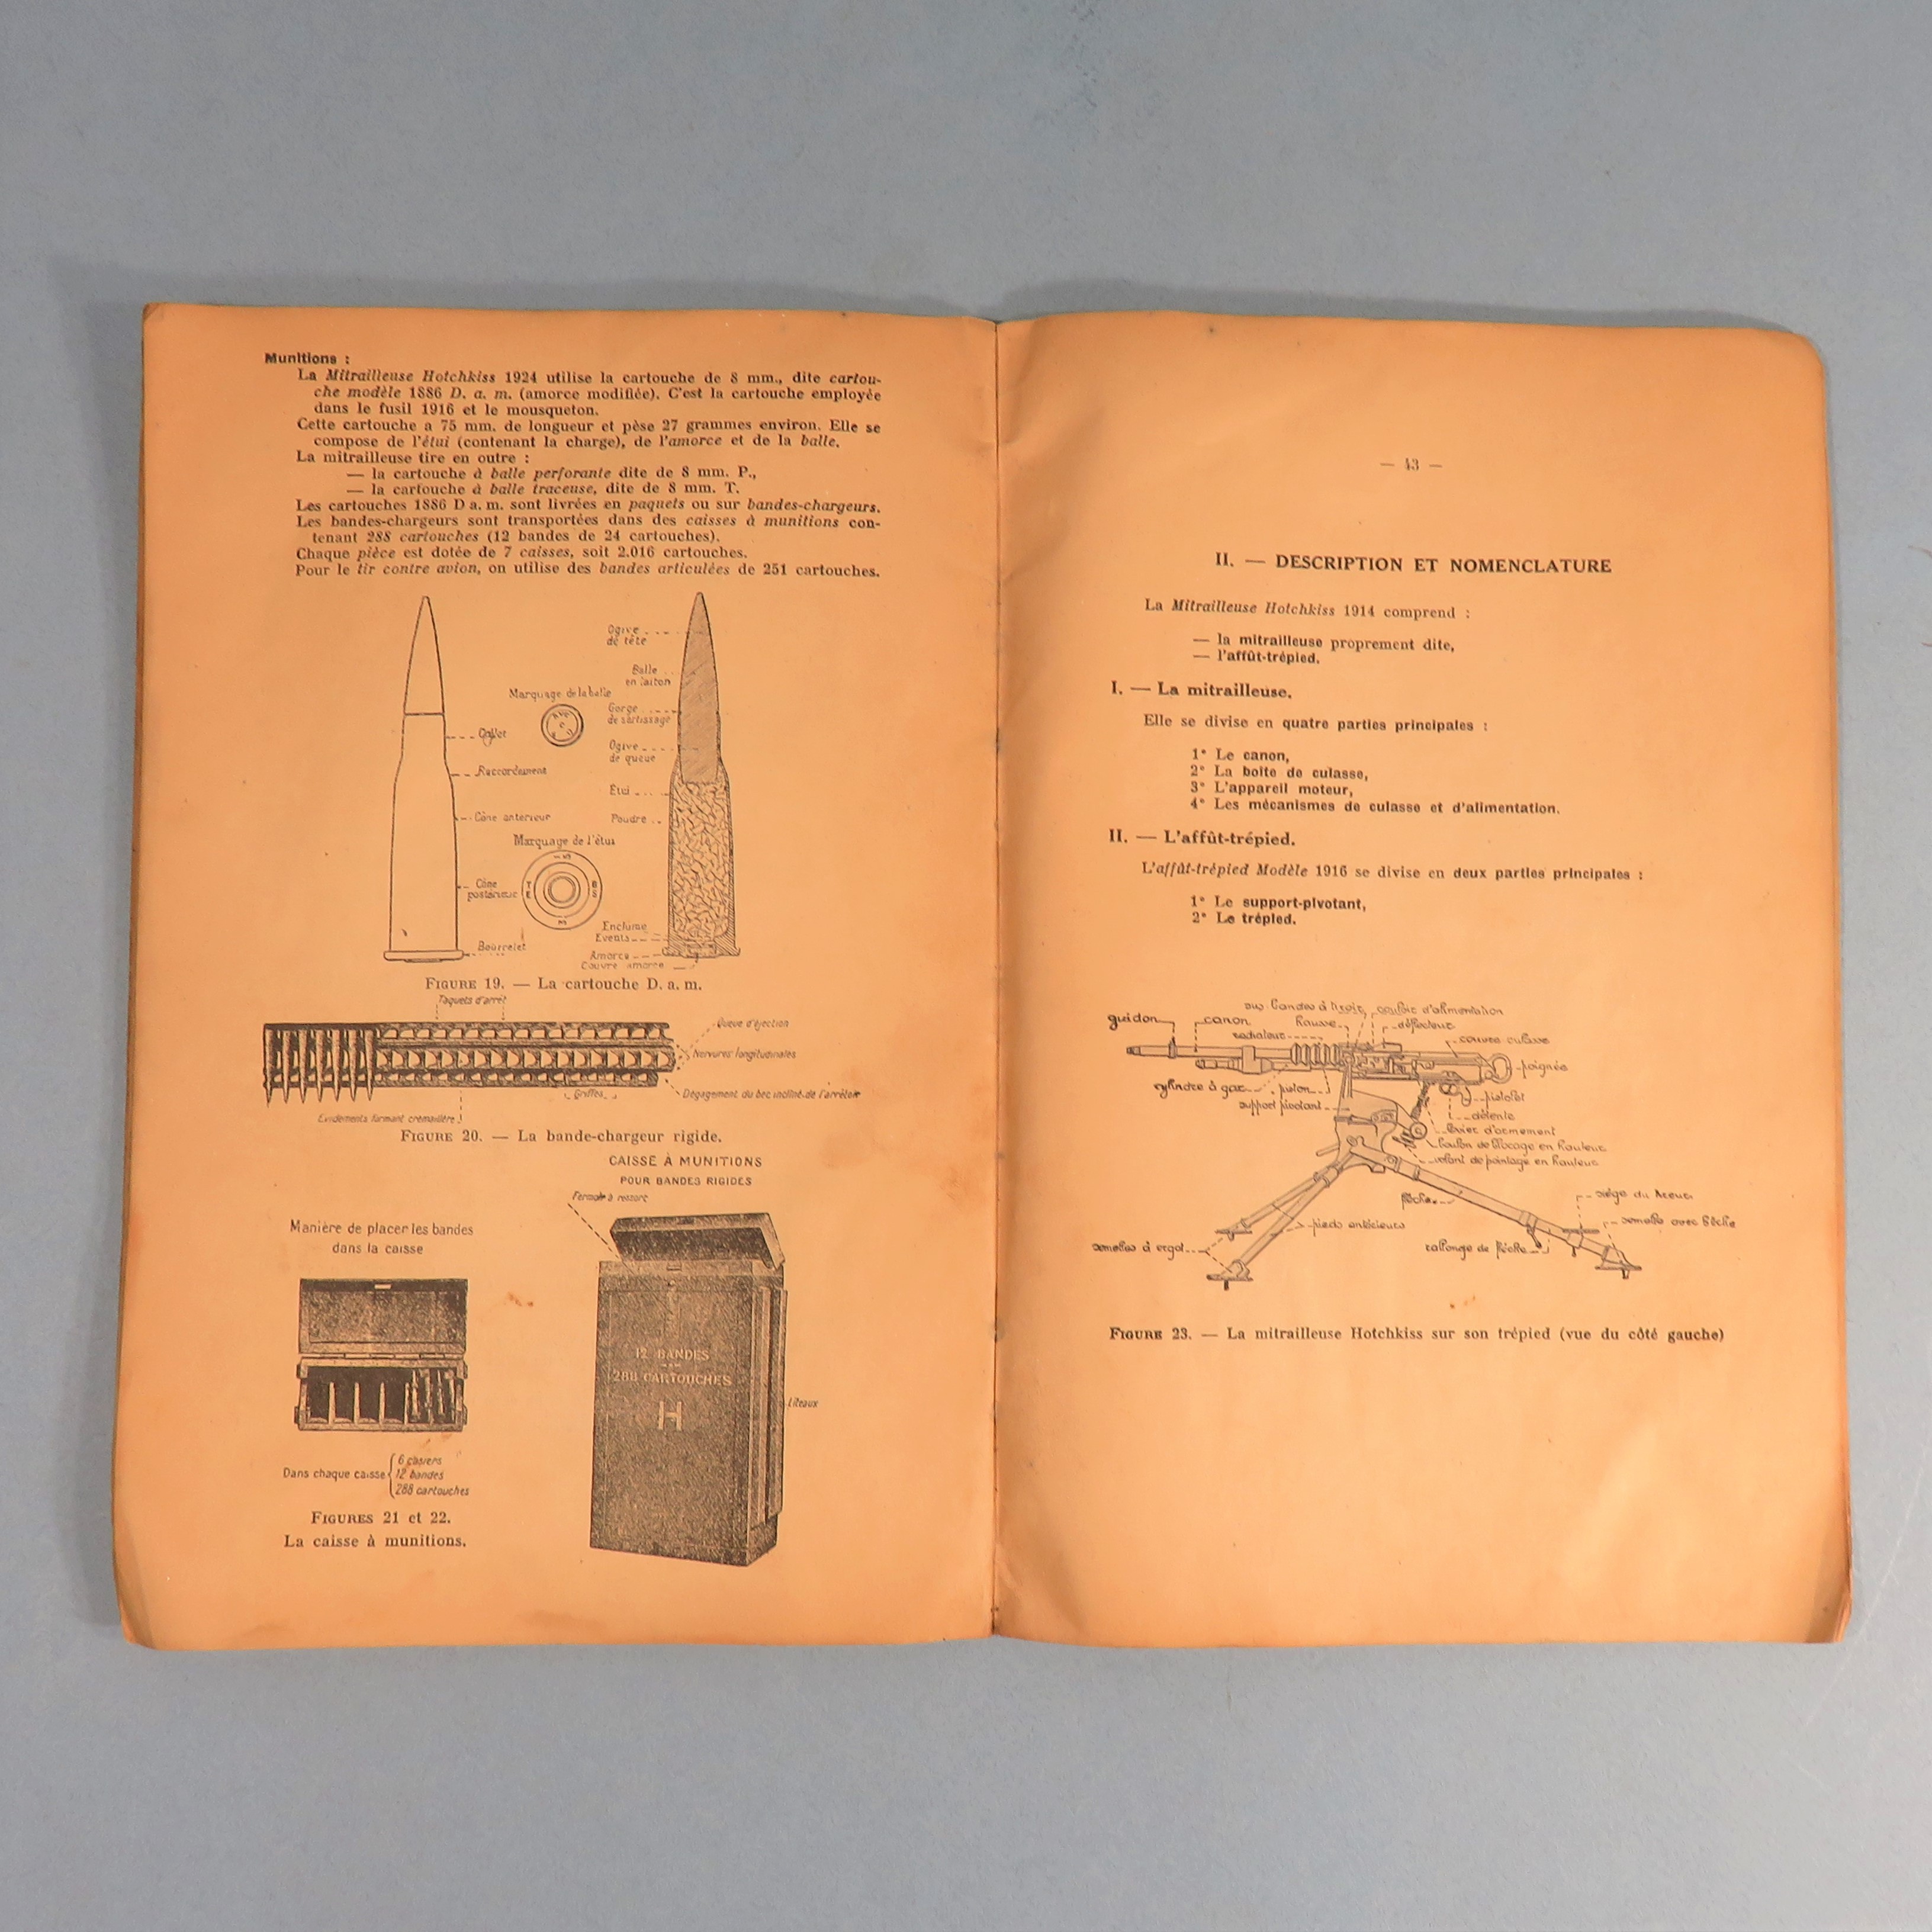 Munitions :
La Mitrailleuse Hotchkiss 1924 utilise la cartouche de 8 mm., dite cartou-
che modèle 1886 D. a. m. (amorce modifiée). C'est la cartouche employée
dans le fusil 1916 et le mousqueton.
Cette cartouche a 75 mm. de longueur et pèse 27 grammes environ. Elle se
compose de l'étui (contenant la charge), de l'amorce et de la balle.
La mitrailleuse tire en outre :
— la cartouche à balle perforante dite de 8 mm. P.,
— la cartouche à balle traceuse, dite de 8 mm. T.
Les cartouches 1886 D a. m. sont livrées en paquets ou sur bandes-chargeurs.
Les bandes-chargeurs sont transportées dans des caisses à munitions con-
tenant 288 cartouches (12 bandes de 24 cartouches).
Chaque pièce est dotée de 7 caisses, soit 2.016 cartouches.
Pour le tir contre avion, on utilise des bandes articulées de 251 cartouches.
Ogive
de tête
Balle
en laiton
Marquage de la balle
Gorge
de sertissage
Collet
Ogive
de queue
Raccordement
Étui
Cône antérieur
Poudre
Marquage de l'étui
Cône
postérieur
Enclume
Events
Bourrelet
Amorce
Couvre amorce
FIGURE 19. — La cartouche D. a. m.
Taquets d'arrêt
Queue d'éjection
Nervures longitudinales
Dégagement du bec incliné de l'arrêtoir
Griffes
Evidements formant crémaillère
FIGURE 20. — La bande-chargeur rigide.
CAISSE À MUNITIONS
POUR BANDES RIGIDES
Fermoir à ressort
Manière de placer les bandes
dans la caisse
12 BANDES
288 CARTOUCHES
H
Liteaux
Dans chaque caisse
6 casiers
12 bandes
288 cartouches
FIGURES 21 et 22.
La caisse à munitions.
— 43 —
II. — DESCRIPTION ET NOMENCLATURE
La Mitrailleuse Hotchkiss 1914 comprend :
— la mitrailleuse proprement dite,
— l'affût-trépied.
I. — La mitrailleuse.
Elle se divise en quatre parties principales :
1° Le canon,
2° La boîte de culasse,
3° L'appareil moteur,
4° Les mécanismes de culasse et d'alimentation.
II. — L'affût-trépied.
L'affût-trépied Modèle 1916 se divise en deux parties principales :
1° Le support-pivotant,
2° Le trépied.
bandes à tiroir
couloir d'alimentation
guidon
canon
hausse
déflecteur
radiateur
couvre culasse
poignée
cylindre à gaz
piston
pistolet
support pivotant
détente
levier d'armement
boulon de blocage en hauteur
volant de pointage en hauteur
flèche
siège du tireur
pieds antérieurs
semelle avec bêche
semelles à ergot
rallonge de flèche
FIGURE 23. — La mitrailleuse Hotchkiss sur son trépied (vue du côté gauche)